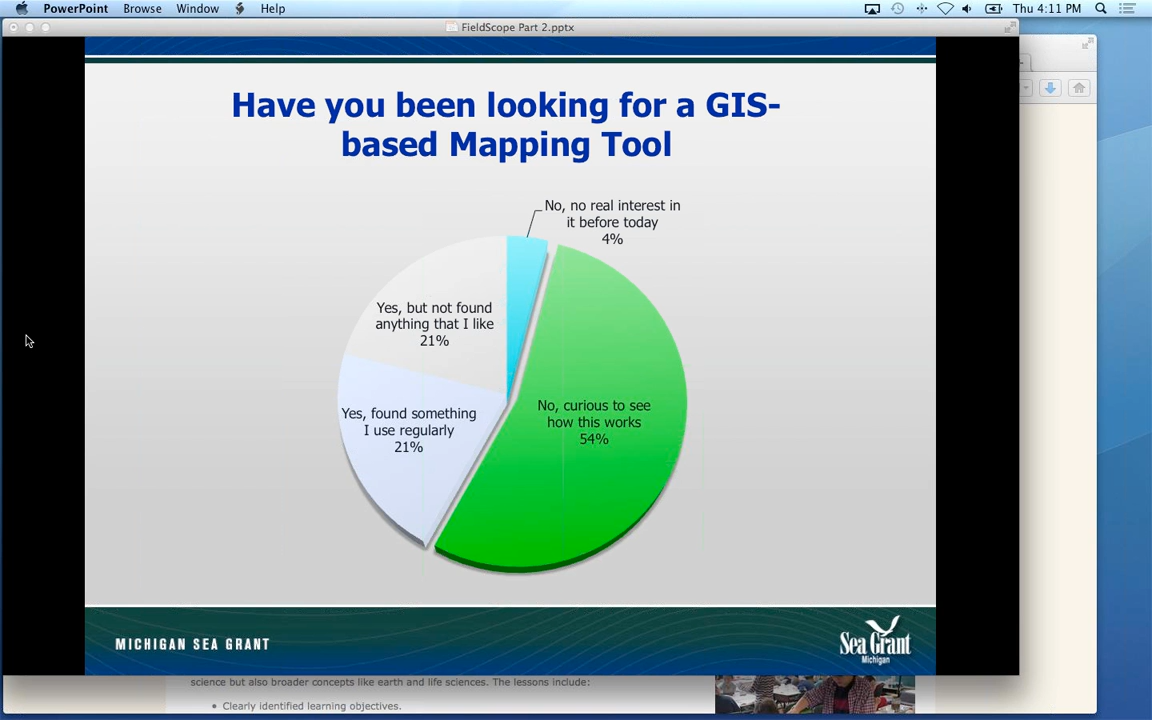 PowerPoint Browse Window Help Thu 4:11 PM
FieldScope Part 2.pptx
Have you been looking for a GIS-
based Mapping Tool
No, no real interest in
it before today
4%
Yes, but not found
anything that I like
21%
No, curious to see
how this works
54%
Yes, found something
I use regularly
21%
MICHIGAN SEA GRANT
Sea Grant
Michigan
science but also broader concepts like earth and life sciences. The lessons include:
• Clearly identified learning objectives.